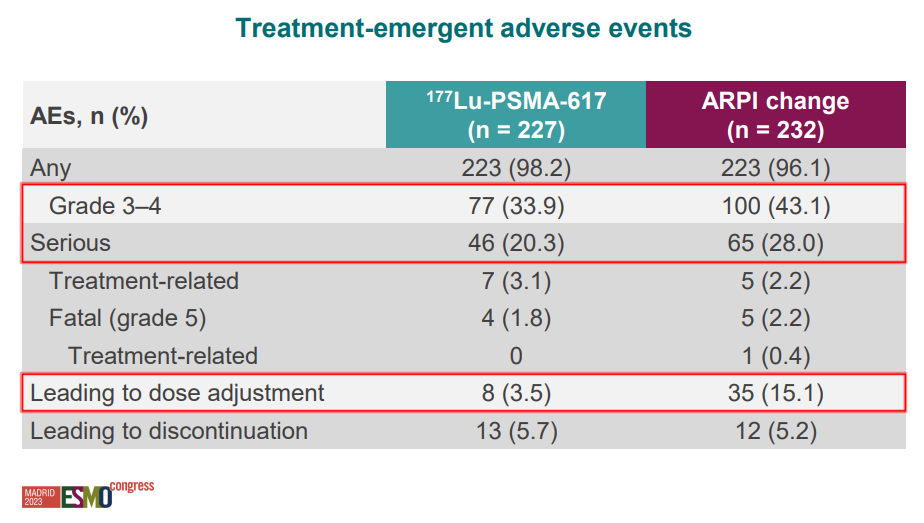 Treatment-emergent adverse events
AEs, n (%) ¹⁷⁷Lu-PSMA-617 (n = 227) ARPI change (n = 232)
Any 223 (98.2) 223 (96.1)
Grade 3–4 77 (33.9) 100 (43.1)
Serious 46 (20.3) 65 (28.0)
Treatment-related 7 (3.1) 5 (2.2)
Fatal (grade 5) 4 (1.8) 5 (2.2)
Treatment-related 0 1 (0.4)
Leading to dose adjustment 8 (3.5) 35 (15.1)
Leading to discontinuation 13 (5.7) 12 (5.2)
MADRID
2023
ESMO congress